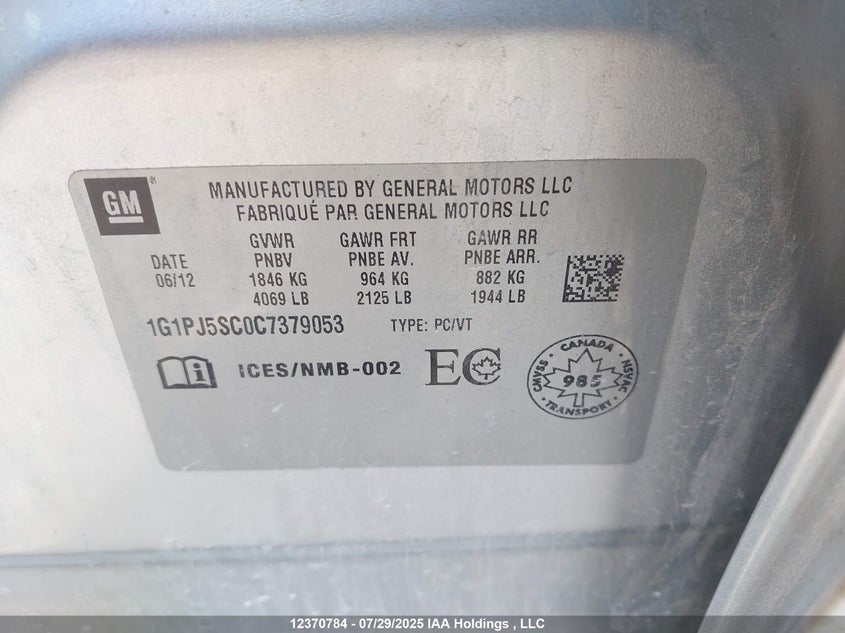 GM ®
MANUFACTURED BY GENERAL MOTORS LLC
FABRIQUÉ PAR GENERAL MOTORS LLC
GVWR GAWR FRT GAWR RR
DATE PNBV PNBE AV. PNBE ARR.
06/12 1846 KG 964 KG 882 KG
4069 LB 2125 LB 1944 LB
1G1PJ5SC0C7379053 TYPE: PC/VT
i ICES/NMB-002 EC
CANADA
CMVSS 985 NSVAC
TRANSPORT
12370784 - 07/29/2025 IAA Holdings , LLC